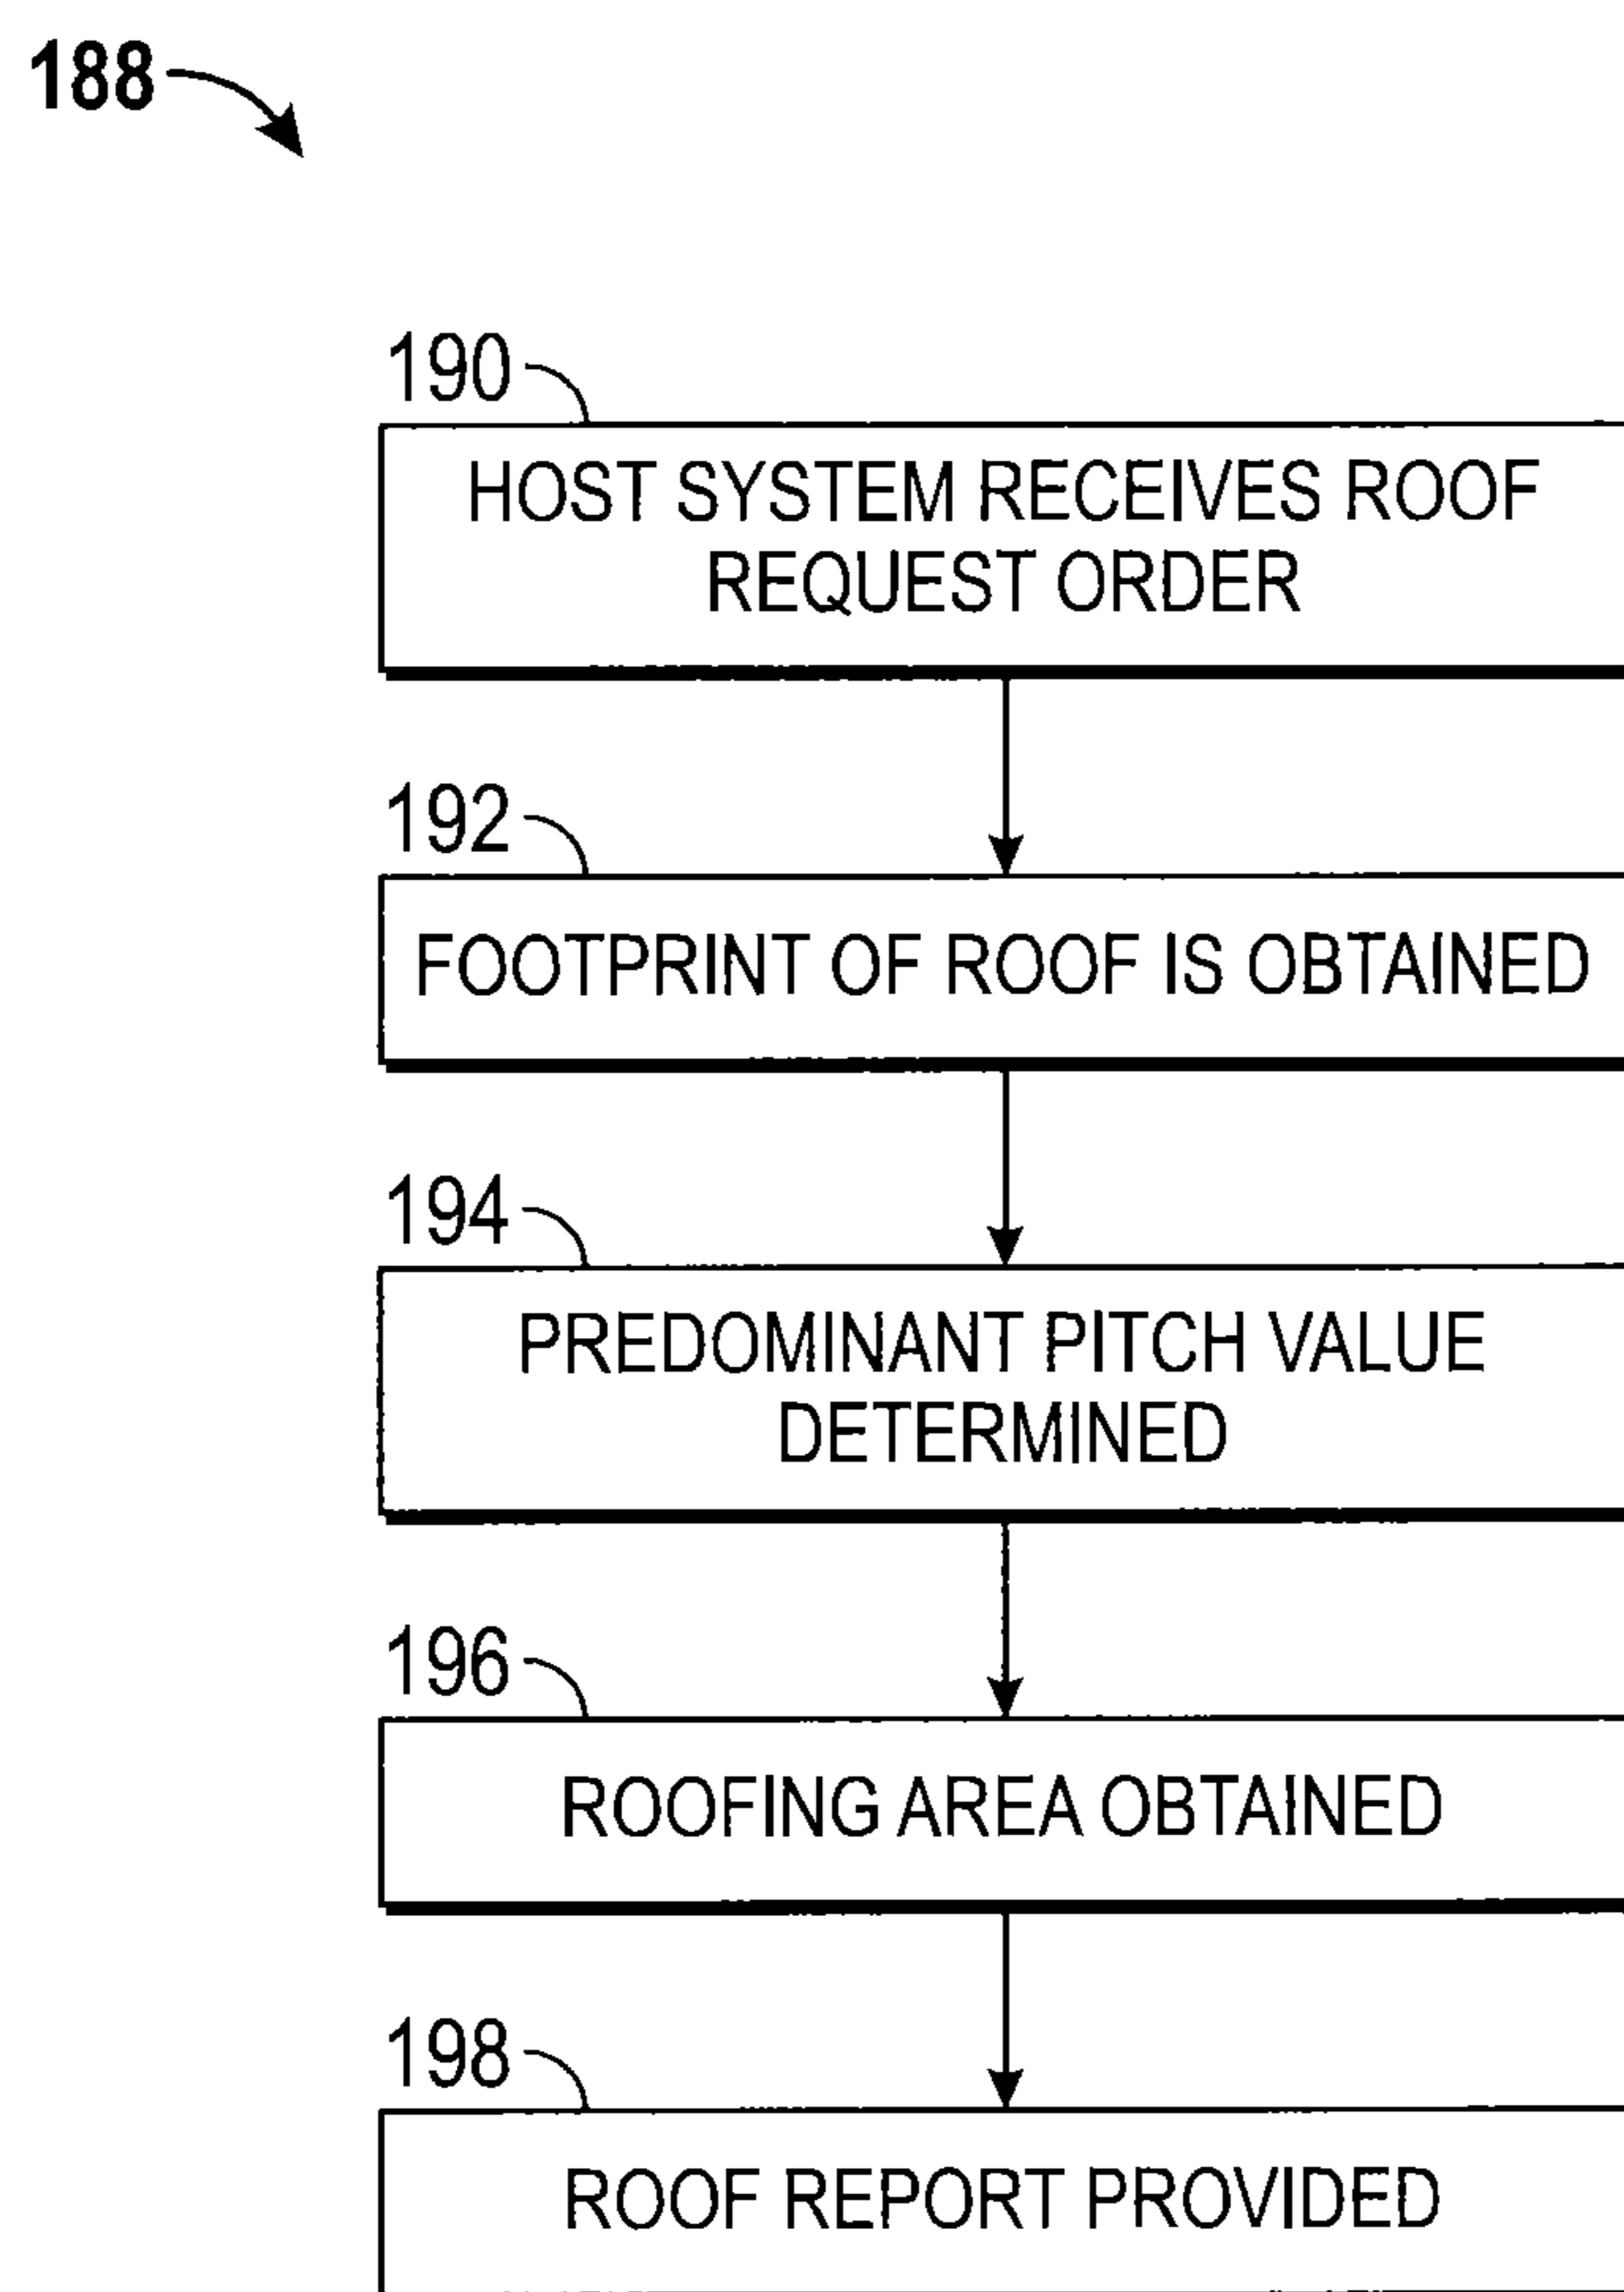 188
190
HOST SYSTEM RECEIVES ROOF
REQUEST ORDER
192
FOOTPRINT OF ROOF IS OBTAINED
194
PREDOMINANT PITCH VALUE
DETERMINED
196
ROOFING AREA OBTAINED
198
ROOF REPORT PROVIDED